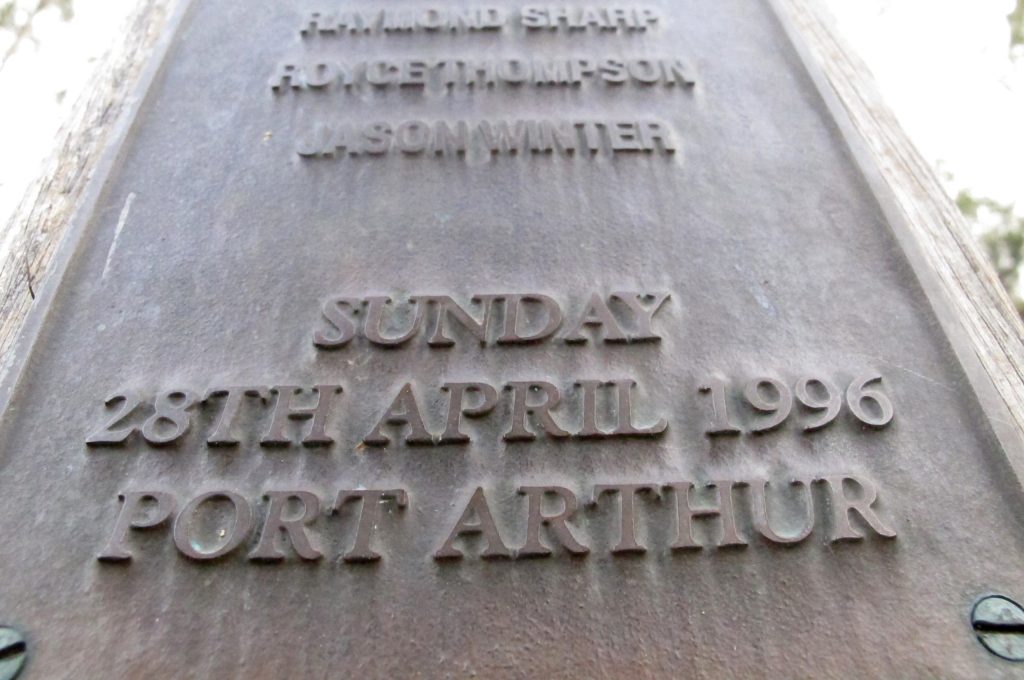 RAYMOND SHARP
ROYCE THOMPSON
JASON WINTER
SUNDAY
28TH APRIL 1996
PORT ARTHUR